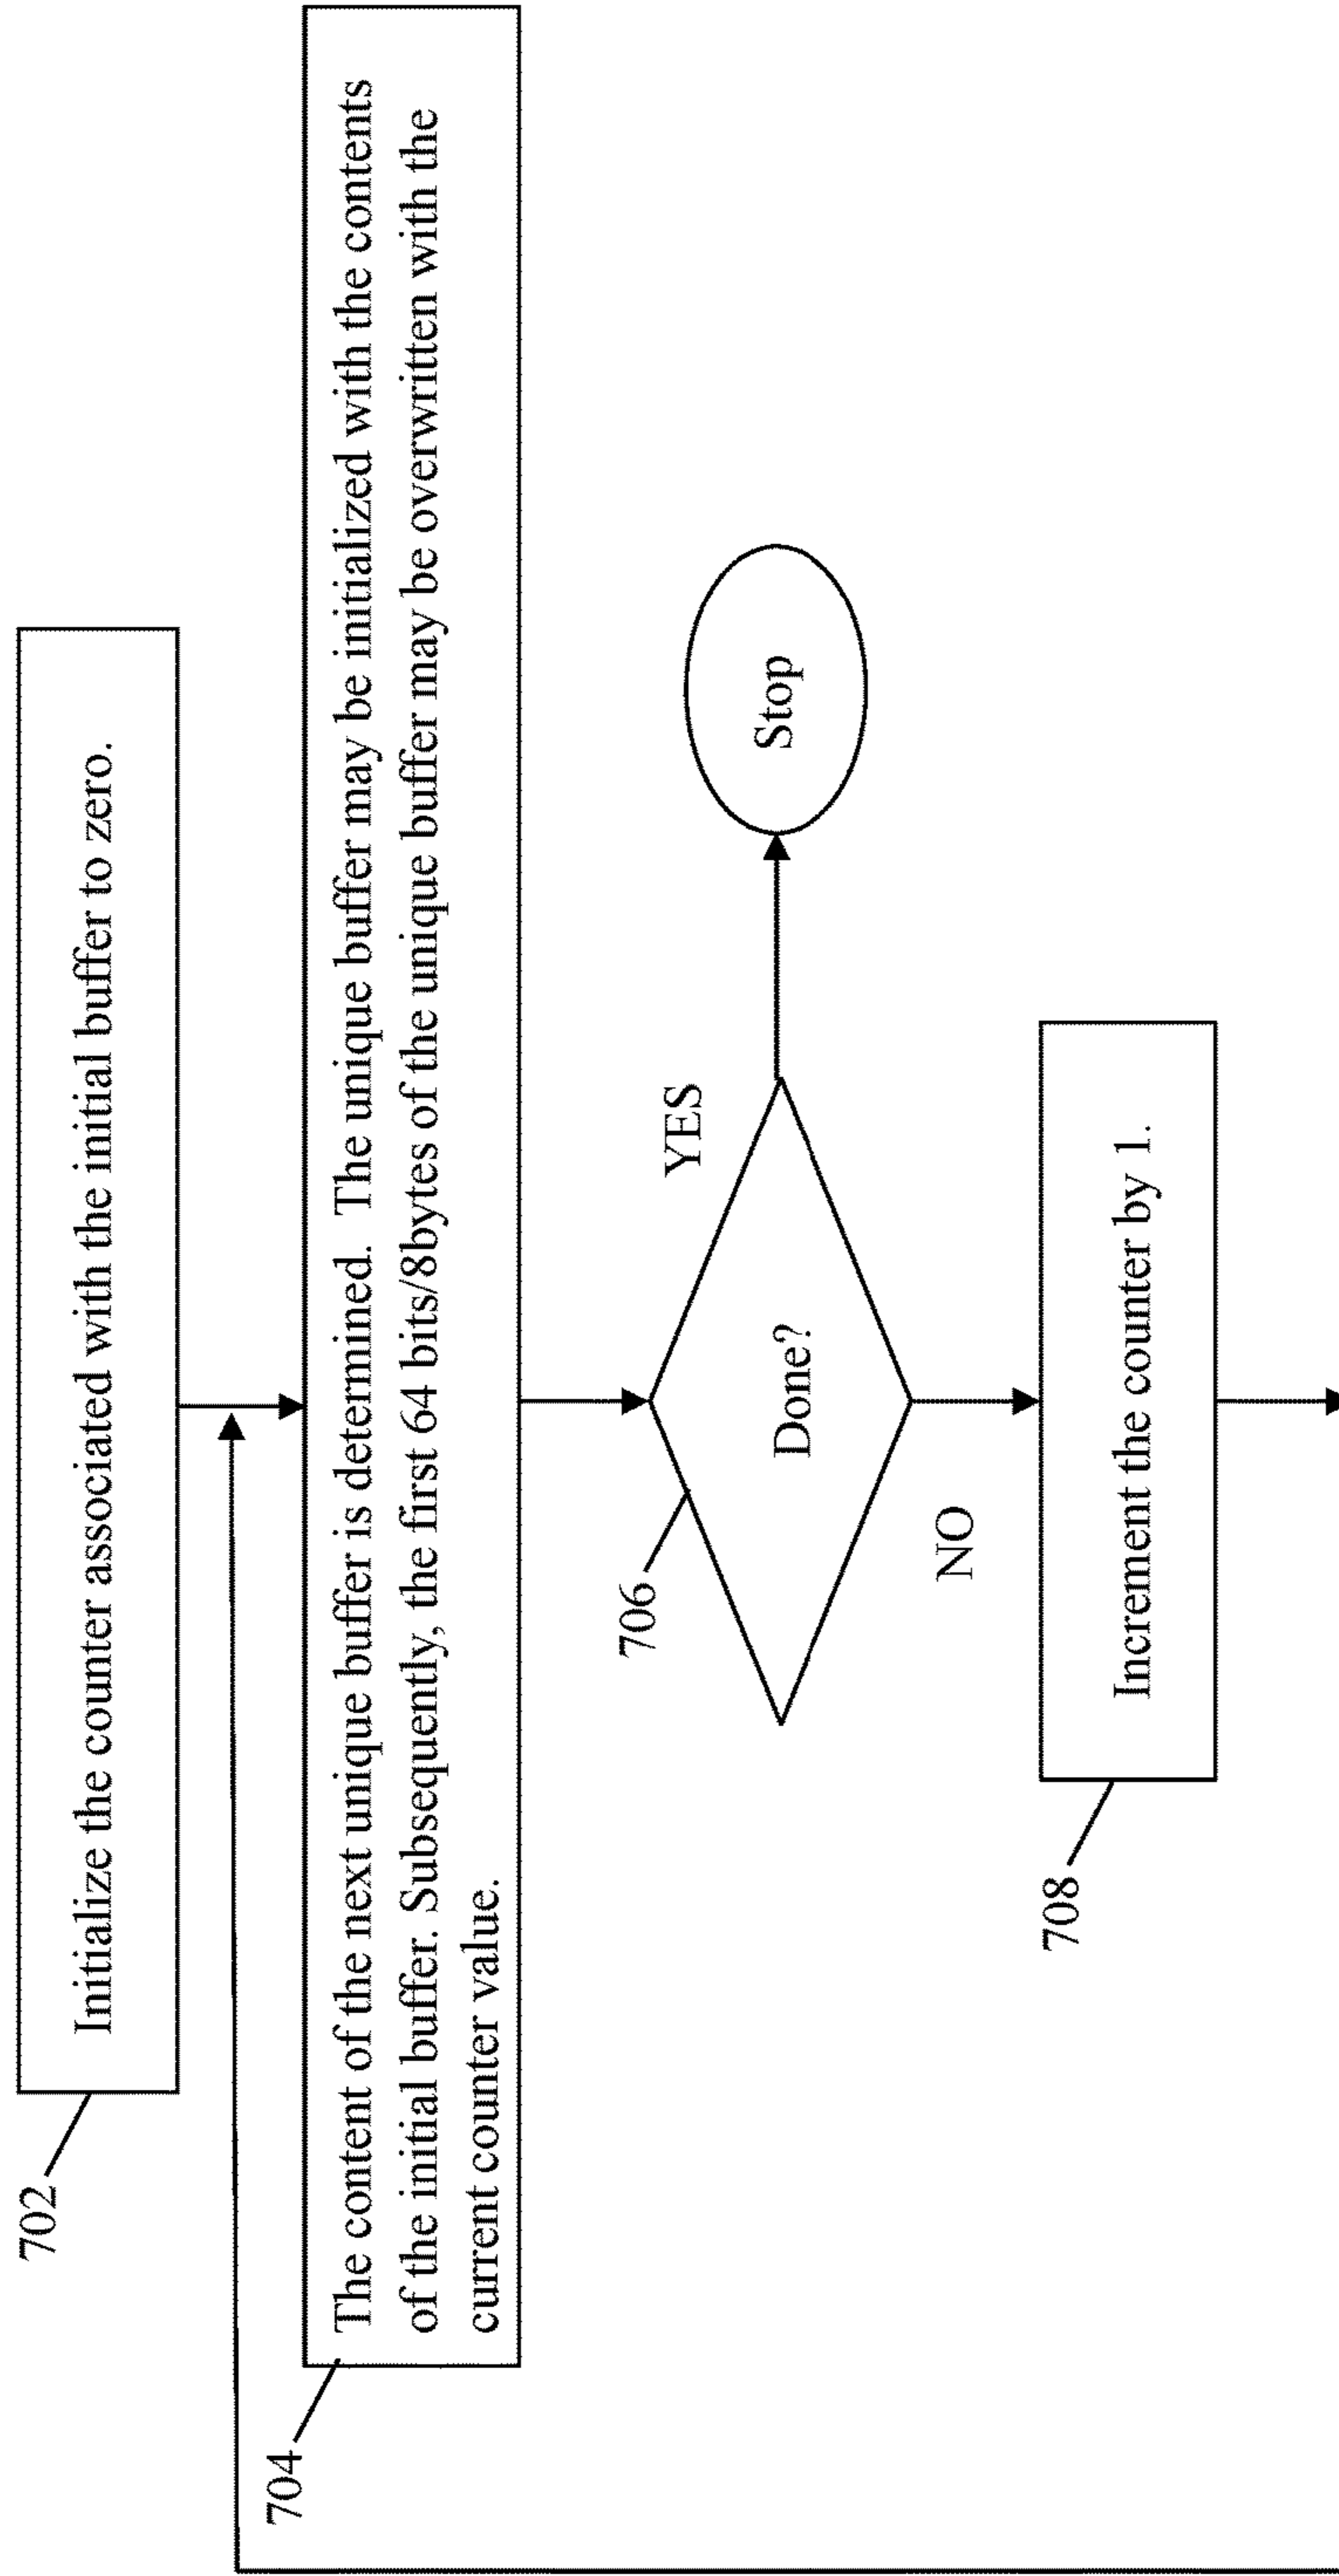 702
Initialize the counter associated with the initial buffer to zero.
704
The content of the next unique buffer is determined. The unique buffer may be initialized with the contents
of the initial buffer. Subsequently, the first 64 bits/8bytes of the unique buffer may be overwritten with the
current counter value.
706
Done?
YES
Stop
NO
708
Increment the counter by 1.